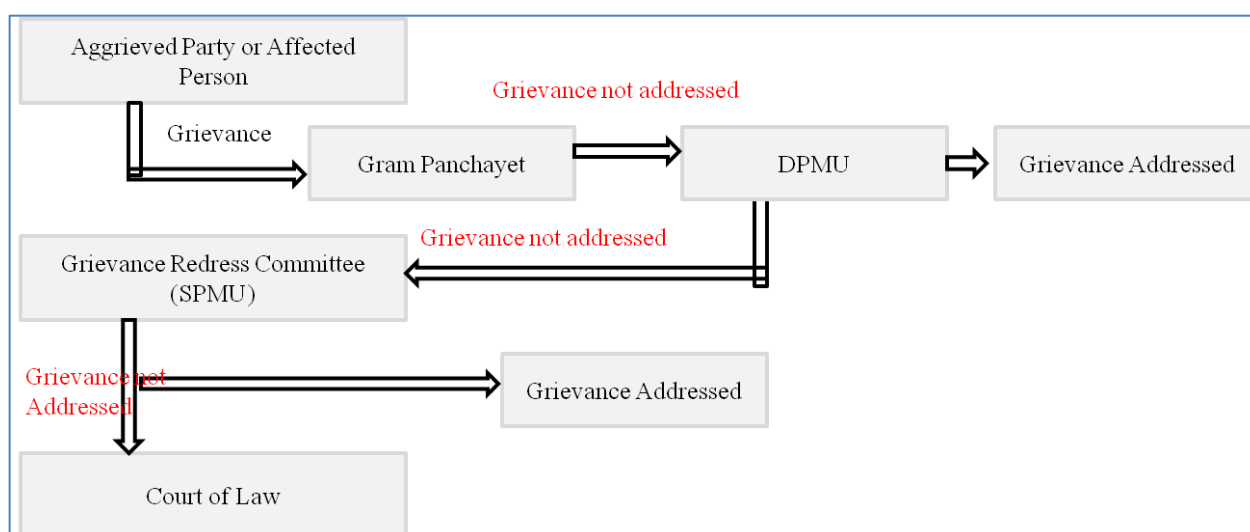 Aggrieved Party or Affected
Person
Grievance not addressed
Grievance
Gram Panchayet
DPMU
Grievance Addressed
Grievance not addressed
Grievance Redress Committee
(SPMU)
Grievance not
Addressed
Grievance Addressed
Court of Law